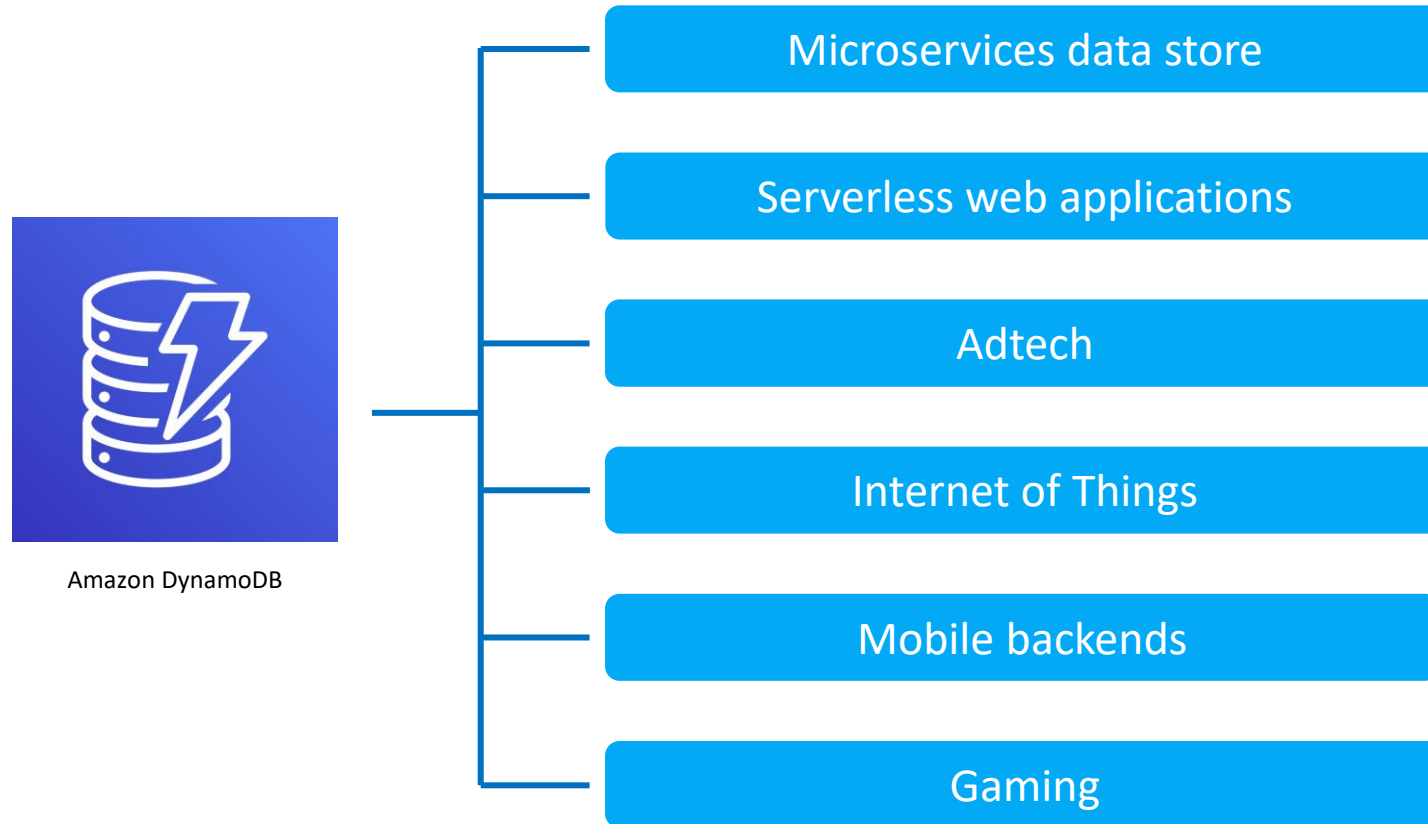 Microservices data store
Serverless web applications
Adtech
Internet of Things
Mobile backends
Gaming
Amazon DynamoDB